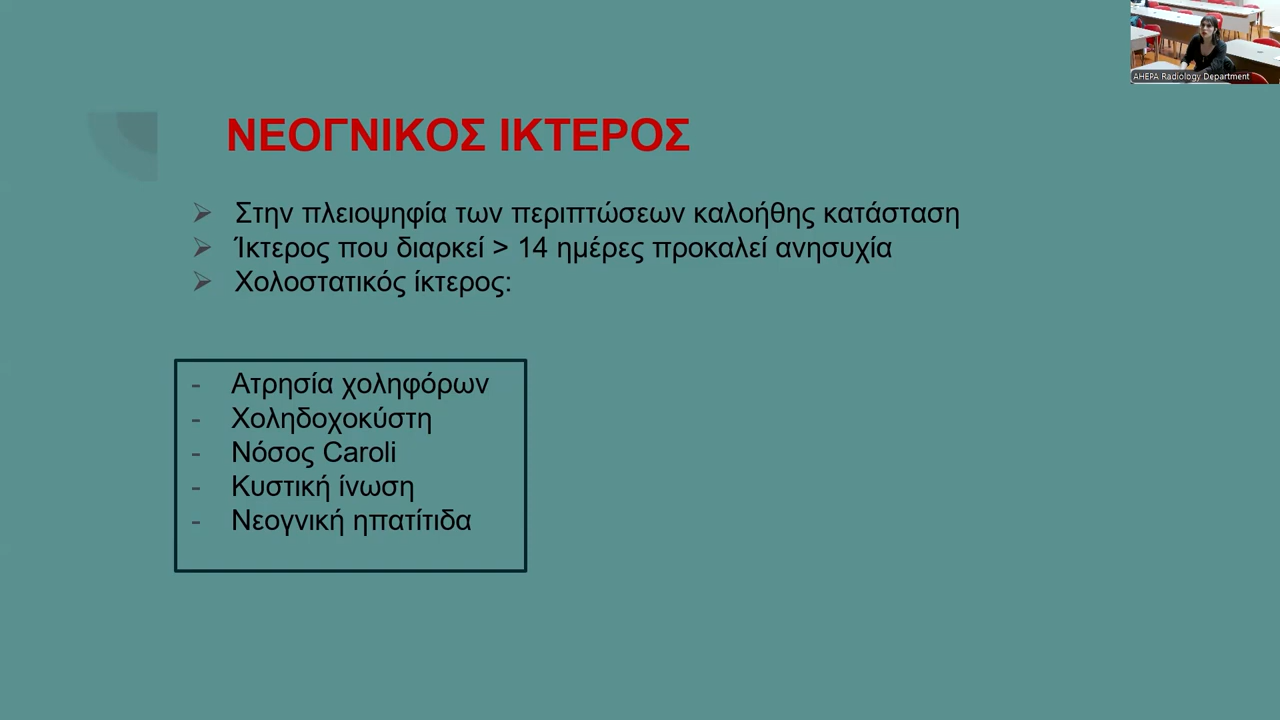 AHEPA Radiology Department
ΝΕΟΓΝΙΚΟΣ ΙΚΤΕΡΟΣ
➢ Στην πλειοψηφία των περιπτώσεων καλοήθης κατάσταση
➢ Ίκτερος που διαρκεί > 14 ημέρες προκαλεί ανησυχία
➢ Χολοστατικός ίκτερος:
- Ατρησία χοληφόρων
- Χοληδοχοκύστη
- Νόσος Caroli
- Κυστική ίνωση
- Νεογνική ηπατίτιδα